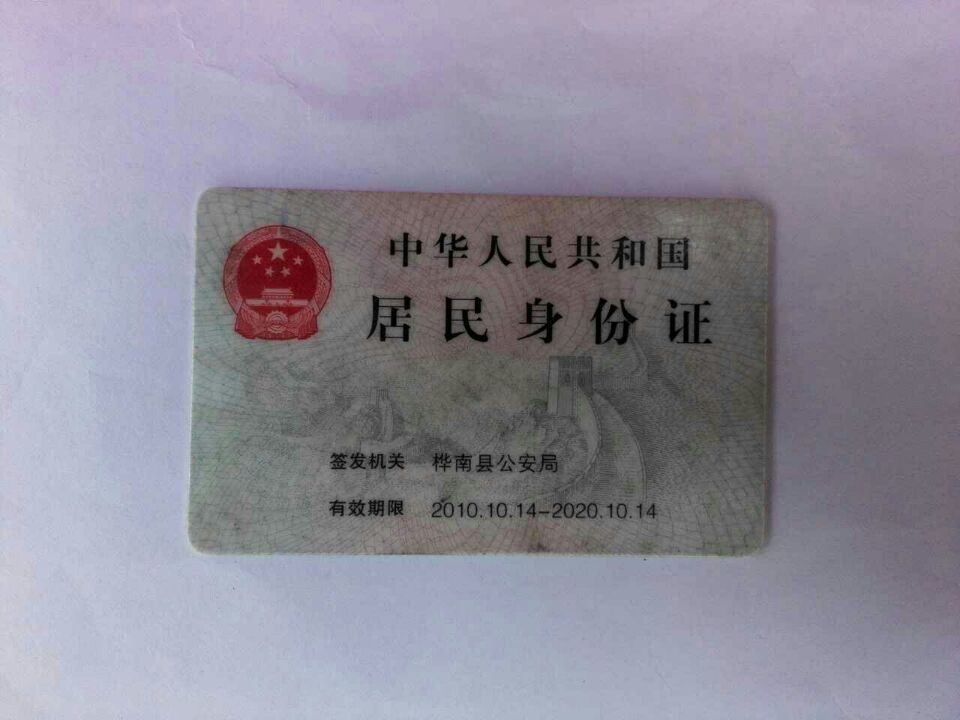 中华人民共和国
居民身份证
签发机关 桦南县公安局
有效期限 2010.10.14-2020.10.14